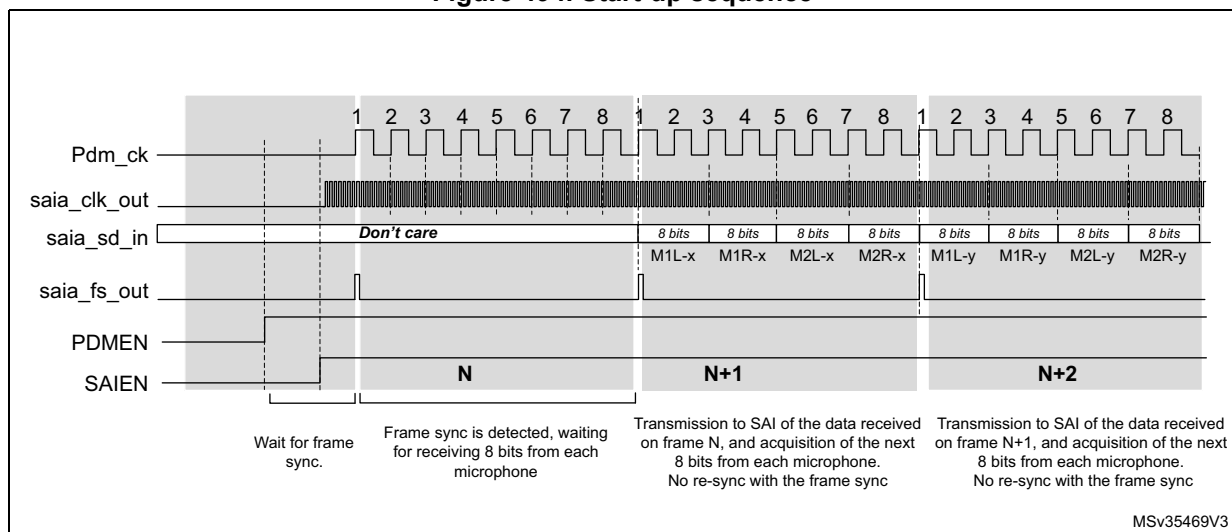 1 2 3 4 5 6 7 8 1 2 3 4 5 6 7 8 1 2 3 4 5 6 7 8
Pdm_ck
saia_clk_out
saia_sd_in
Don't care
8 bits 8 bits 8 bits 8 bits 8 bits 8 bits 8 bits 8 bits
M1L-x M1R-x M2L-x M2R-x M1L-y M1R-y M2L-y M2R-y
saia_fs_out
PDMEN
SAIEN
N N+1 N+2
Wait for frame
sync.
Frame sync is detected, waiting
for receiving 8 bits from each
microphone
Transmission to SAI of the data received
on frame N, and acquisition of the next
8 bits from each microphone.
No re-sync with the frame sync
Transmission to SAI of the data received
on frame N+1, and acquisition of the next
8 bits from each microphone.
No re-sync with the frame sync
MSv35469V3